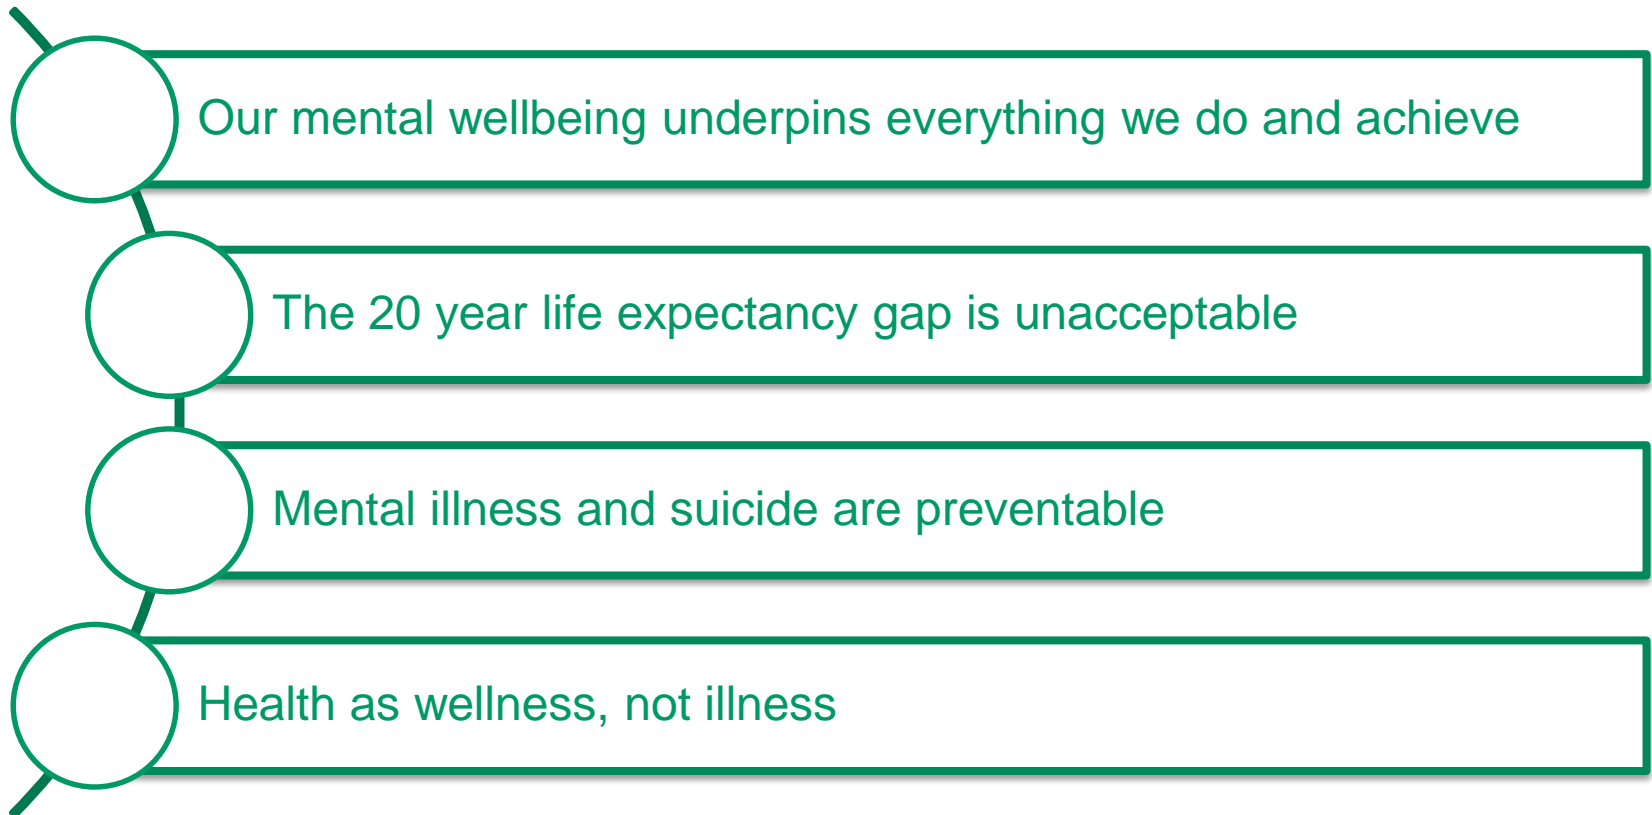 Our mental wellbeing underpins everything we do and achieve
The 20 year life expectancy gap is unacceptable
Mental illness and suicide are preventable
Health as wellness, not illness